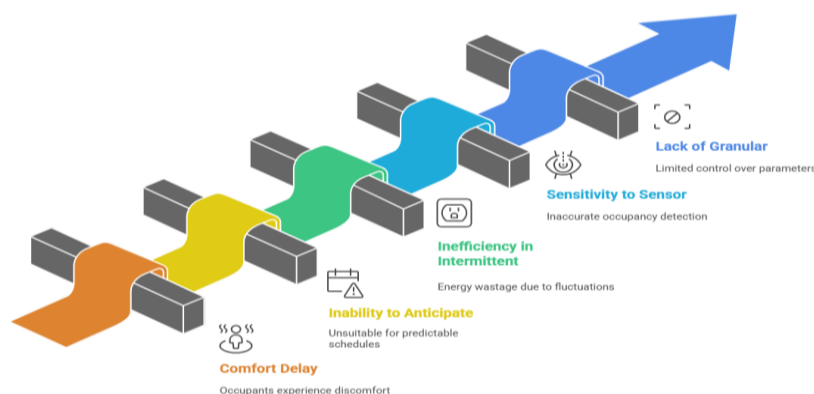 Lack of Granular
Limited control over parameters
Sensitivity to Sensor
Inaccurate occupancy detection
Inefficiency in
Intermittent
Energy wastage due to fluctuations
Inability to Anticipate
Unsuitable for predictable
schedules
Comfort Delay
Occupants experience discomfort